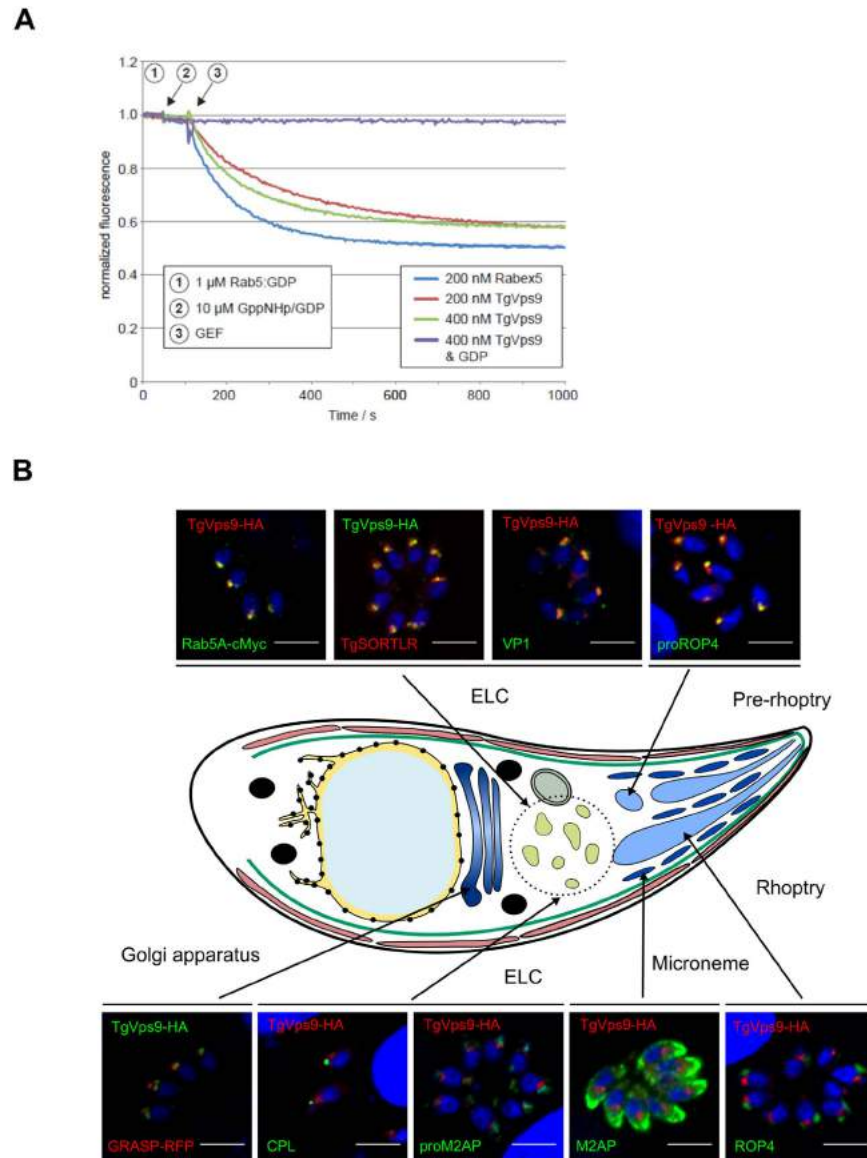 A
1.2
1
2
3
1.0
normalized fluorescence
0.8
0.6
0.4
0.2
0
1 1 µM Rab5:GDP
2 10 µM GppNHp/GDP
3 GEF
200 nM Rabex5
200 nM TgVps9
400 nM TgVps9
400 nM TgVps9
& GDP
0 200 400 600 800 1000
Time / s
B
TgVps9-HA
Rab5A-cMyc
TgVps9-HA
TgSORTLR
TgVps9-HA
VP1
TgVps9 -HA
proROP4
ELC
Pre-rhoptry
Golgi apparatus
ELC
Microneme
Rhoptry
TgVps9-HA
GRASP-RFP
TgVps9-HA
CPL
TgVps9-HA
proM2AP
TgVps9-HA
M2AP
TgVps9-HA
ROP4